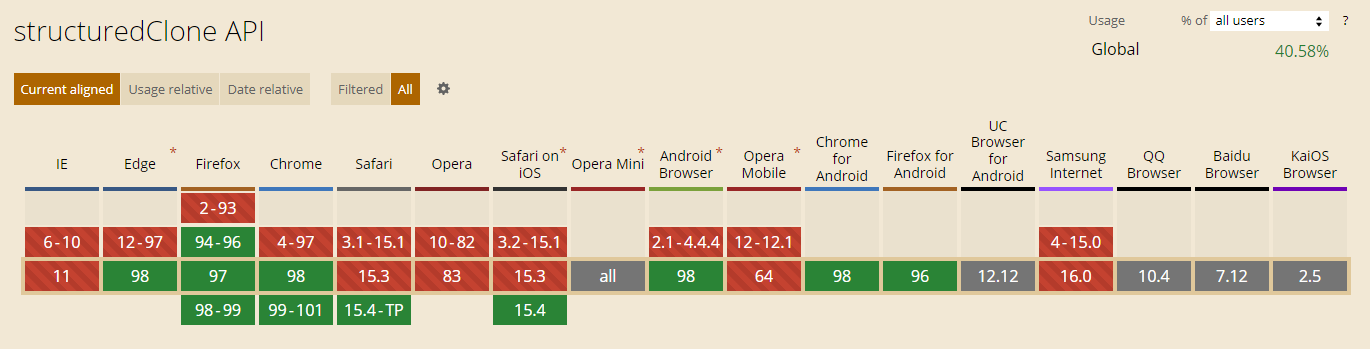 structuredClone API
Usage % of all users ?
Global 40.58%
Current aligned Usage relative Date relative Filtered All
IE
Edge *
Firefox
Chrome
Safari
Opera
Safari on iOS *
Opera Mini *
Android Browser *
Opera Mobile *
Chrome for Android
Firefox for Android
UC Browser for Android
Samsung Internet
QQ Browser
Baidu Browser
KaiOS Browser
2-93
6-10 12-97 94-96 4-97 3.1-15.1 10-82 3.2-15.1 2.1-4.4.4 12-12.1 4-15.0
11 98 97 98 15.3 83 15.3 all 98 64 98 96 12.12 16.0 10.4 7.12 2.5
98-99 99-101 15.4-TP 15.4